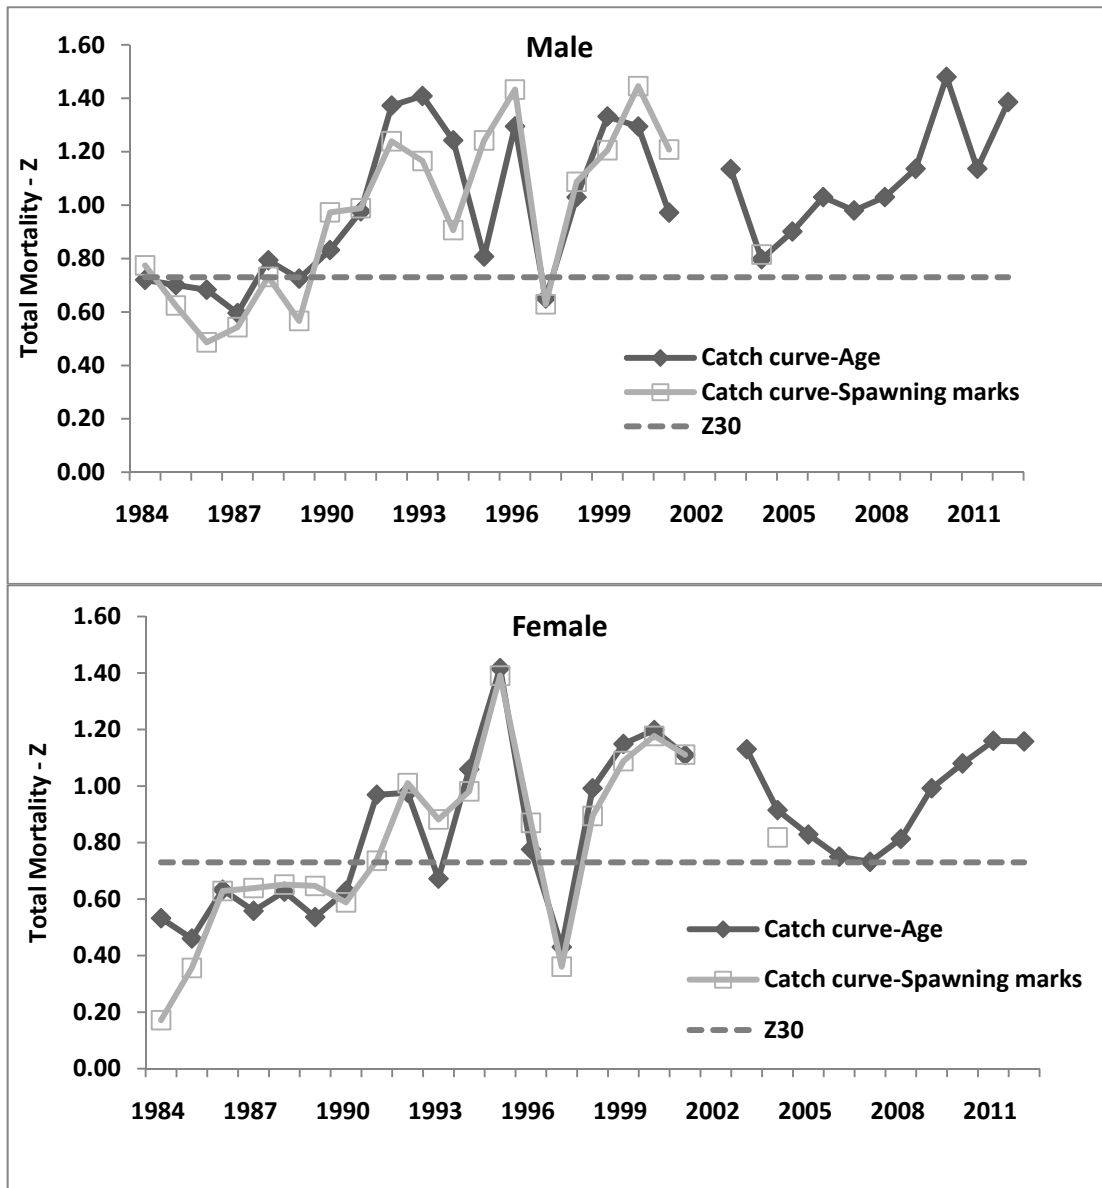 Male
Total Mortality - Z
1.60
1.40
1.20
1.00
0.80
0.60
0.40
0.20
0.00
Catch curve-Age
Catch curve-Spawning marks
Z30
1984 1987 1990 1993 1996 1999 2002 2005 2008 2011
Female
Total Mortality - Z
1.60
1.40
1.20
1.00
0.80
0.60
0.40
0.20
0.00
Catch curve-Age
Catch curve-Spawning marks
Z30
1984 1987 1990 1993 1996 1999 2002 2005 2008 2011